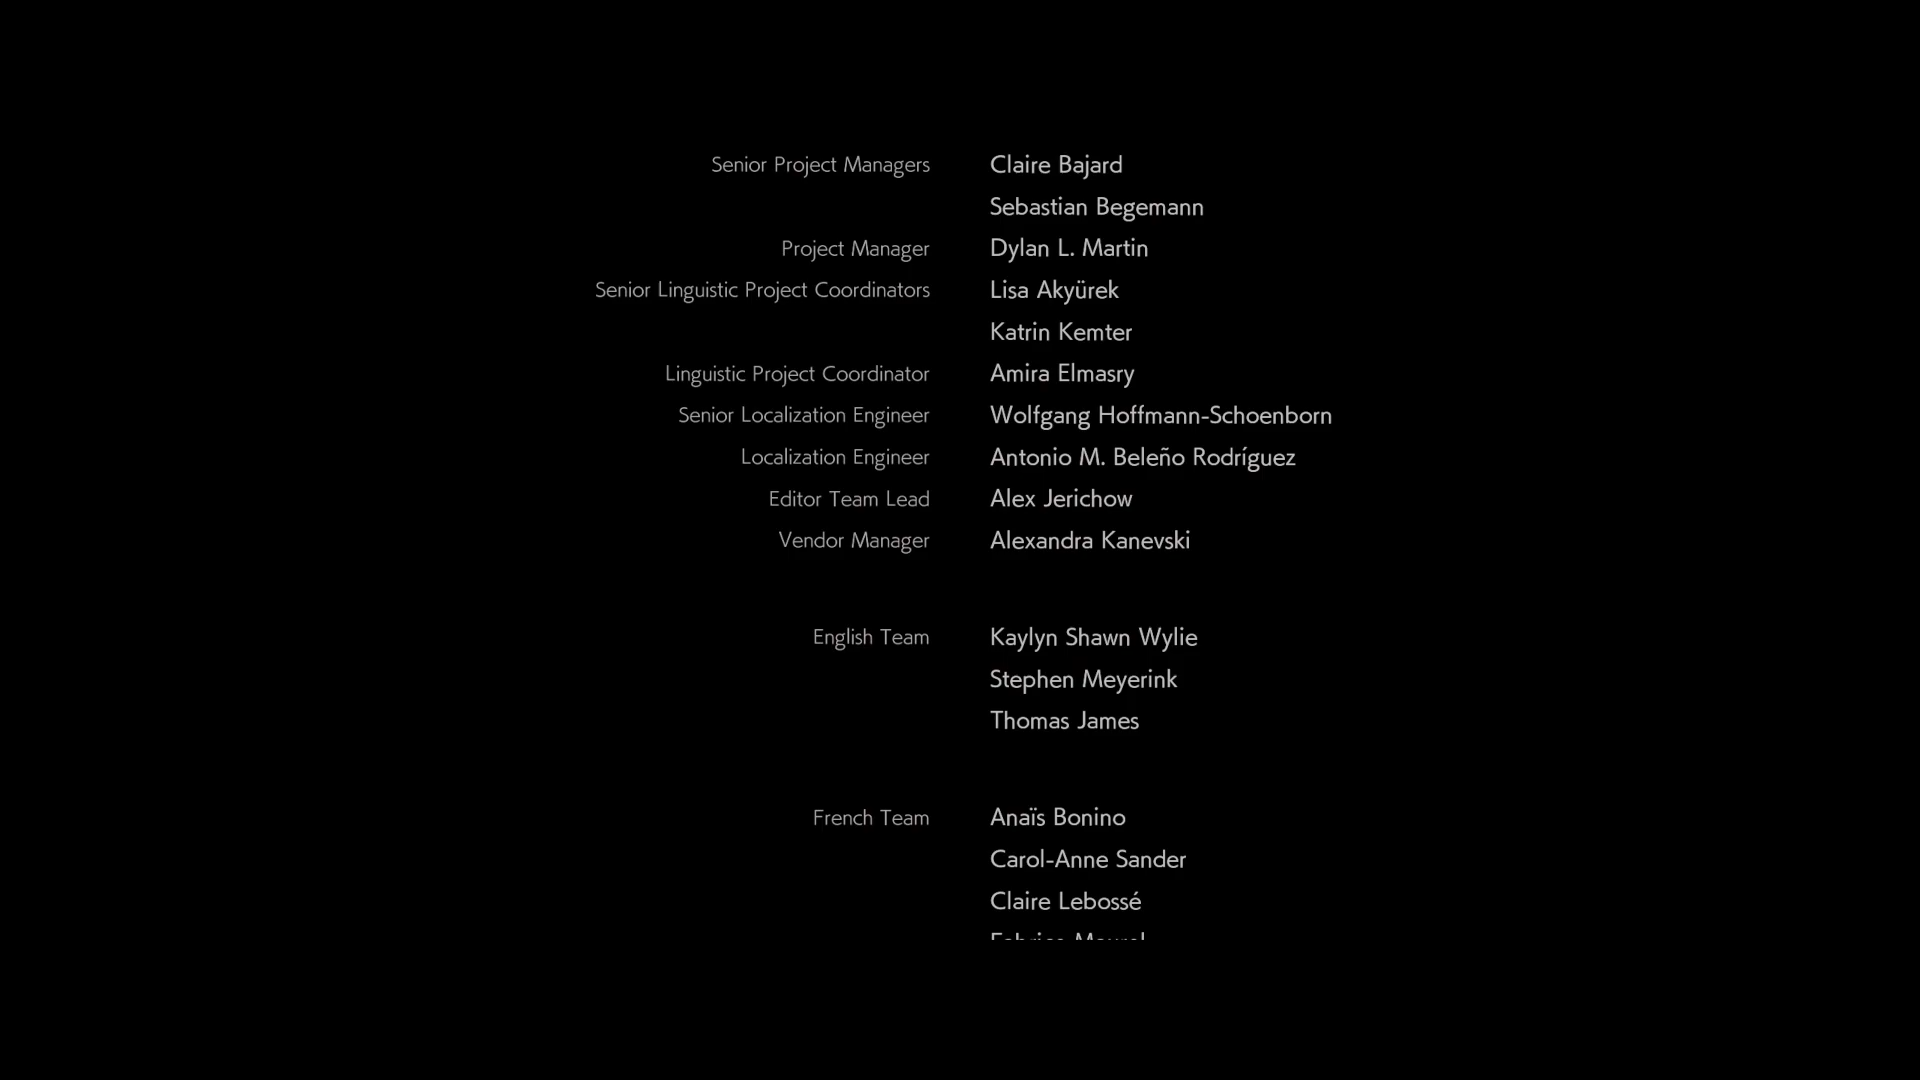 Senior Project Managers Claire Bajard
Sebastian Begemann
Project Manager Dylan L. Martin
Senior Linguistic Project Coordinators Lisa Akyürek
Katrin Kemter
Linguistic Project Coordinator Amira Elmasry
Senior Localization Engineer Wolfgang Hoffmann-Schoenborn
Localization Engineer Antonio M. Beleño Rodríguez
Editor Team Lead Alex Jerichow
Vendor Manager Alexandra Kanevski
English Team Kaylyn Shawn Wylie
Stephen Meyerink
Thomas James
French Team Anaïs Bonino
Carol-Anne Sander
Claire Lebossé